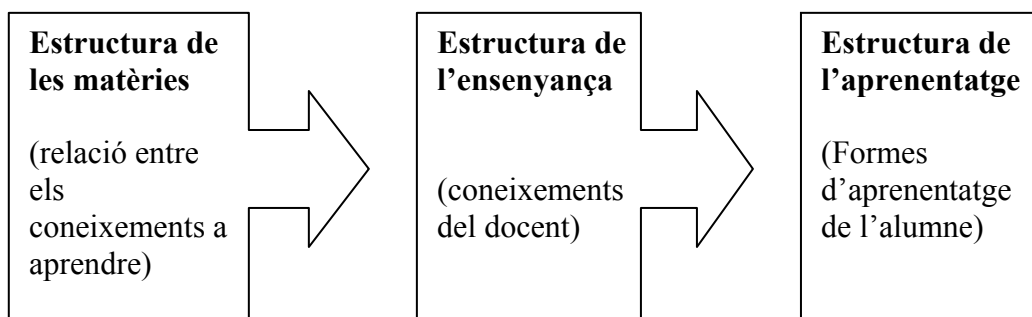 Estructura de
les matèries
(relació entre
els
coneixements a
aprendre)
Estructura de
l’ensenyança
(coneixements
del docent)
Estructura de
l’aprenentatge
(Formes
d’aprenentatge
de l’alumne)